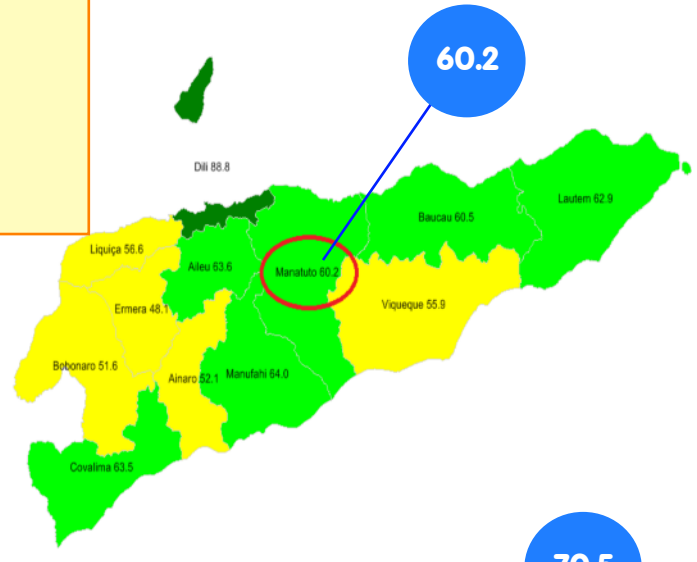 60.2
Dili 88.8
Lautem 62.9
Baucau 60.5
Liquiça 56.6
Aileu 63.6
Manatuto 60.2
Ermera 48.1
Viqueque 55.9
Bobonaro 51.6
Ainaro 52.1
Manufahi 64.0
Covalima 63.5